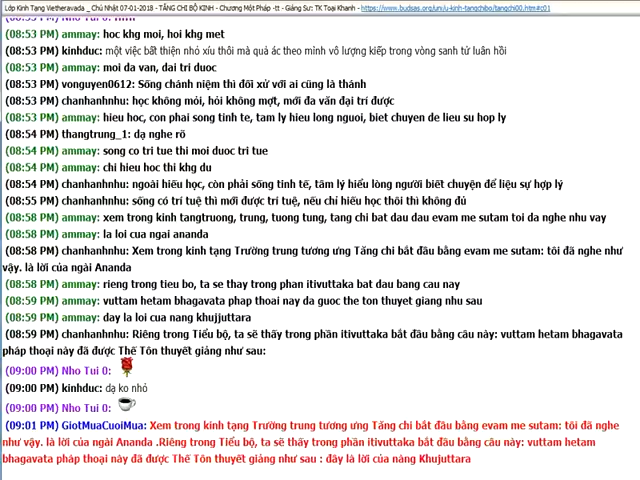 Lớp Kinh Tạng Vietheravada _ Chủ Nhật 07-01-2018 - TĂNG CHI BỘ KINH - Chương Một Pháp -tt - Giảng Sư: TK Toại Khanh - https://www.budsas.org/uni/u-kinh-tangchibo/tangchi00.htm#c01
(08:53 PM) ammay: hoc khg moi, hoi khg met
(08:53 PM) kinhduc: một việc bất thiện nhỏ xíu thôi mà quả ác theo mình vô lượng kiếp trong vòng sanh tử luân hồi
(08:53 PM) ammay: moi da van, dai tri duoc
(08:53 PM) vonguyen0612: Sống chánh niệm thì đối xử với ai cũng là thánh
(08:53 PM) chanhanhnhu: học không mỏi, hỏi không mợt, mới đa văn đại trí được
(08:53 PM) ammay: hieu hoc, con phai song tinh te, tam ly hieu long nguoi, biet chuyen de lieu su hop ly
(08:54 PM) thangtrung_1: dạ nghe rõ
(08:54 PM) ammay: song co tri tue thi moi duoc tri tue
(08:54 PM) ammay: chi hieu hoc thi khg du
(08:54 PM) chanhanhnhu: ngoài hiếu học, còn phải sống tinh tế, tâm lý hiểu lòng người biết chuyện để liệu sự hợp lý
(08:55 PM) chanhanhnhu: sống có trí tuệ thì mới được trí tuệ, nếu chỉ hiếu học thôi thì không đủ
(08:58 PM) ammay: xem trong kinh tangtruong, trung, tuong tung, tang chi bat dau dau evam me sutam toi da nghe nhu vay
(08:58 PM) ammay: la loi cua ngai ananda
(08:58 PM) chanhanhnhu: Xem trong kinh tạng Trường trung tương ưng Tăng chi bắt đầu bằng evam me sutam: tôi đã nghe như
vậy. là lời của ngài Ananda
(08:58 PM) ammay: rieng trong tieu bo, ta se thay trong phan itivuttaka bat dau bang cau nay
(08:59 PM) ammay: vuttam hetam bhagavata phap thoai nay da guoc the ton thuyet giang nhu sau
(08:59 PM) ammay: day la loi cua nang khujjuttara
(08:59 PM) chanhanhnhu: Riêng trong Tiểu bộ, ta sẽ thấy trong phần itivuttaka bắt đầu bằng câu này: vuttam hetam bhagavata
pháp thoại này đã được Thế Tôn thuyết giảng như sau:
(09:00 PM) Nho Tui 0:
(09:00 PM) kinhduc: dạ ko nhỏ
(09:00 PM) Nho Tui 0:
(09:01 PM) GiotMuaCuoiMua: Xem trong kinh tạng Trường trung tương ưng Tăng chi bắt đầu bằng evam me sutam: tôi đã nghe
như vậy. là lời của ngài Ananda .Riêng trong Tiểu bộ, ta sẽ thấy trong phần itivuttaka bắt đầu bằng câu này: vuttam hetam
bhagavata pháp thoại này đã được Thế Tôn thuyết giảng như sau : đây là lời của nàng Khujuttara